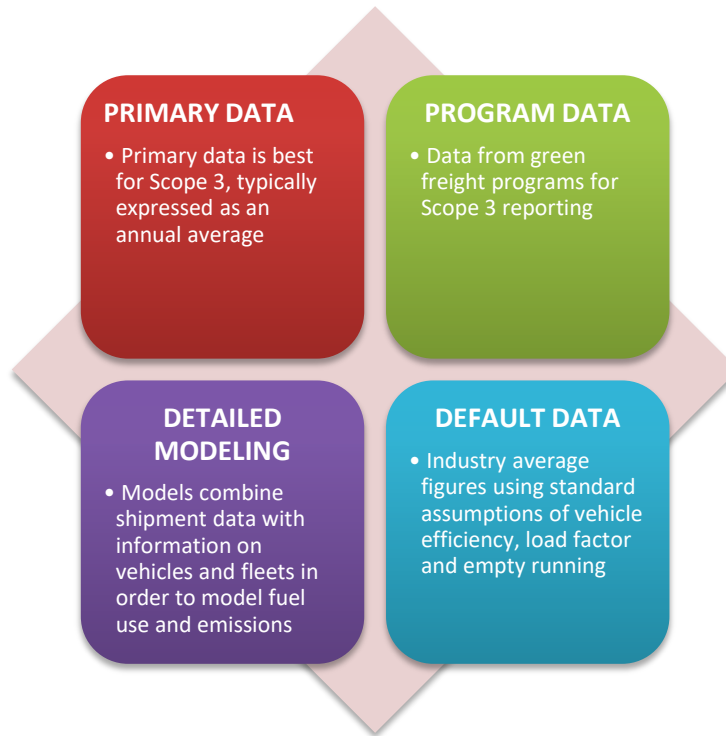 PRIMARY DATA
• Primary data is best
for Scope 3, typically
expressed as an
annual average
PROGRAM DATA
• Data from green
freight programs for
Scope 3 reporting
DETAILED
MODELING
• Models combine
shipment data with
information on
vehicles and fleets in
order to model fuel
use and emissions
DEFAULT DATA
• Industry average
figures using standard
assumptions of vehicle
efficiency, load factor
and empty running